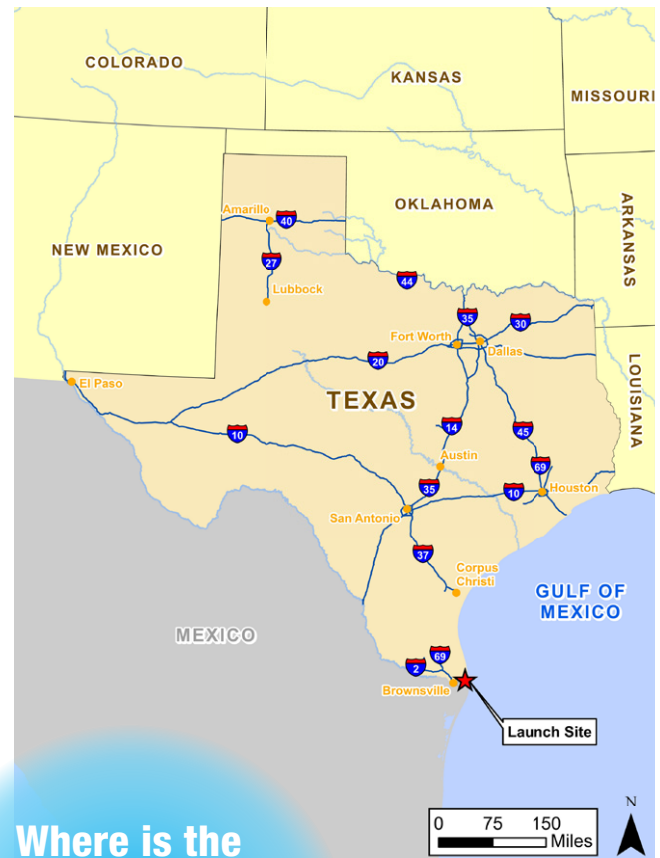 COLORADO
KANSAS
MISSOURI
Amarillo
40
OKLAHOMA
ARKANSAS
NEW MEXICO
27
44
Lubbock
35
30
Fort Worth
Dallas
20
El Paso
LOUISIANA
TEXAS
14
45
10
Austin
69
35
10
Houston
San Antonio
37
Corpus
Christi
GULF OF
MEXICO
MEXICO
69
2
Brownsville
Launch Site
N
0 75 150
Miles
Where is the